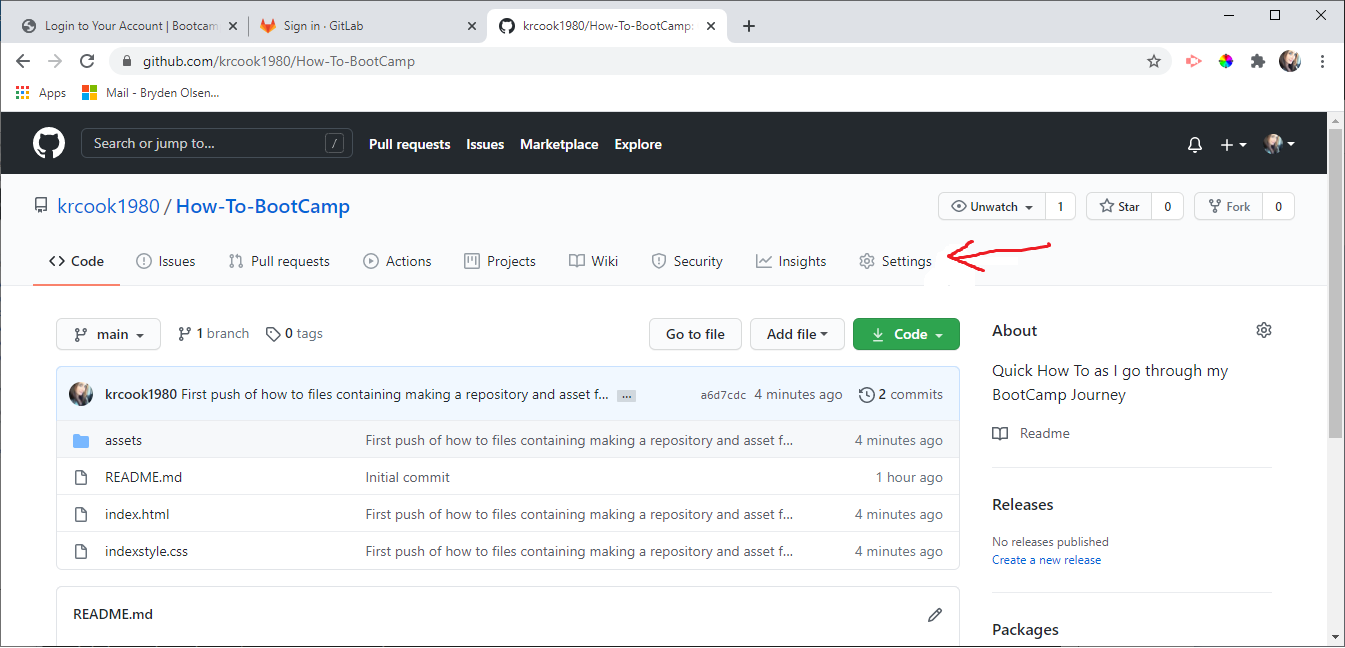 Login to Your Account | Bootcam
Sign in · GitLab
krcook1980/How-To-BootCamp:
github.com/krcook1980/How-To-BootCamp
Apps
Mail - Bryden Olsen...
Search or jump to... /
Pull requests Issues Marketplace Explore
krcook1980 / How-To-BootCamp
Unwatch 1 Star 0 Fork 0
Code Issues Pull requests Actions Projects Wiki Security Insights Settings
main 1 branch 0 tags Go to file Add file Code
krcook1980 First push of how to files containing making a repository and asset f... ... a6d7cdc 4 minutes ago 2 commits
assets First push of how to files containing making a repository and asset f... 4 minutes ago
README.md Initial commit 1 hour ago
index.html First push of how to files containing making a repository and asset f... 4 minutes ago
indexstyle.css First push of how to files containing making a repository and asset f... 4 minutes ago
README.md
About
Quick How To as I go through my
BootCamp Journey
Readme
Releases
No releases published
Create a new release
Packages